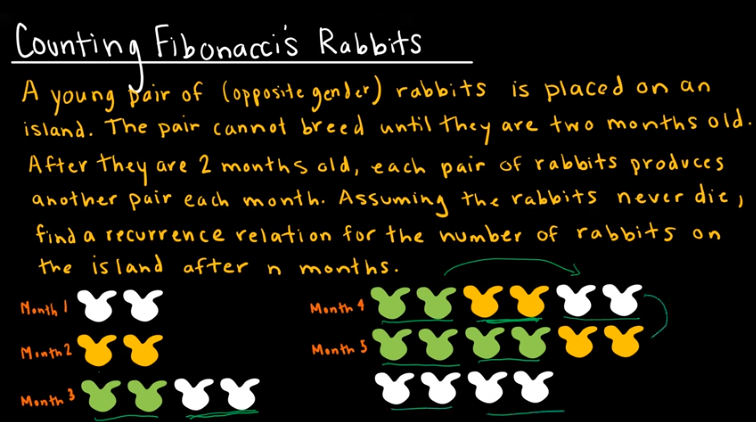 Counting Fibonacci's Rabbits
A young pair of (opposite gender) rabbits is placed on an
island. The pair cannot breed until they are two months old.
After they are 2 months old, each pair of rabbits produces
another pair each month. Assuming the rabbits never die,
find a recurrence relation for the number of rabbits on
the island after n months.
Month 1
Month 2
Month 3
Month 4
Month 5